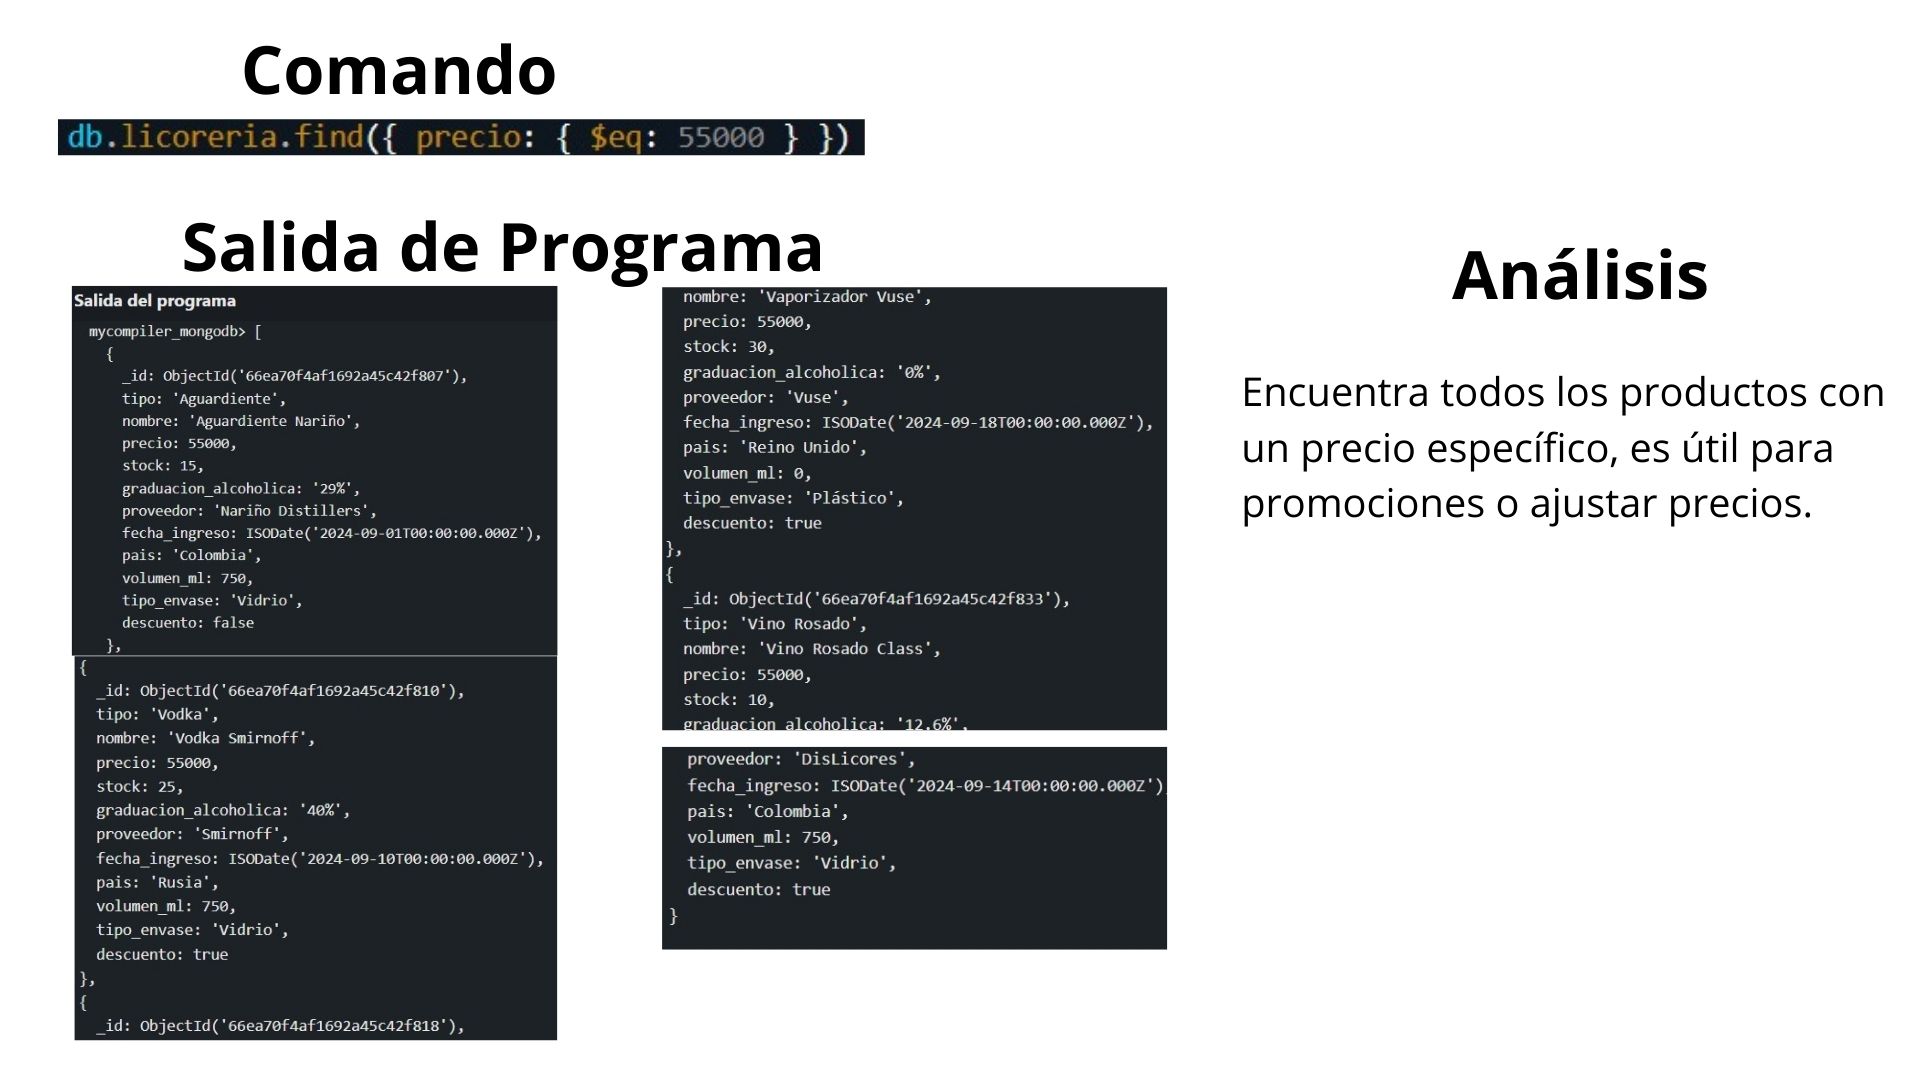 Comando
db.licoreria.find({ precio: { $eq: 55000 } })
Salida de Programa
Salida del programa
mycompiler_mongodb> [
{
_id: ObjectId('66ea70f4af1692a45c42f807'),
tipo: 'Aguardiente',
nombre: 'Aguardiente Nariño',
precio: 55000,
stock: 15,
graduacion_alcoholica: '29%',
proveedor: 'Nariño Distillers',
fecha_ingreso: ISODate('2024-09-01T00:00:00.000Z'),
pais: 'Colombia',
volumen_ml: 750,
tipo_envase: 'Vidrio',
descuento: false
},
{
_id: ObjectId('66ea70f4af1692a45c42f810'),
tipo: 'Vodka',
nombre: 'Vodka Smirnoff',
precio: 55000,
stock: 25,
graduacion_alcoholica: '40%',
proveedor: 'Smirnoff',
fecha_ingreso: ISODate('2024-09-10T00:00:00.000Z'),
pais: 'Rusia',
volumen_ml: 750,
tipo_envase: 'Vidrio',
descuento: true
},
{
_id: ObjectId('66ea70f4af1692a45c42f818'),
nombre: 'Vaporizador Vuse',
precio: 55000,
stock: 30,
graduacion_alcoholica: '0%',
proveedor: 'Vuse',
fecha_ingreso: ISODate('2024-09-18T00:00:00.000Z'),
pais: 'Reino Unido',
volumen_ml: 0,
tipo_envase: 'Plástico',
descuento: true
},
{
_id: ObjectId('66ea70f4af1692a45c42f833'),
tipo: 'Vino Rosado',
nombre: 'Vino Rosado Class',
precio: 55000,
stock: 10,
graduacion_alcoholica: '12.6%',
proveedor: 'DisLicores',
fecha_ingreso: ISODate('2024-09-14T00:00:00.000Z'),
pais: 'Colombia',
volumen_ml: 750,
tipo_envase: 'Vidrio',
descuento: true
}
Análisis
Encuentra todos los productos con
un precio específico, es útil para
promociones o ajustar precios.